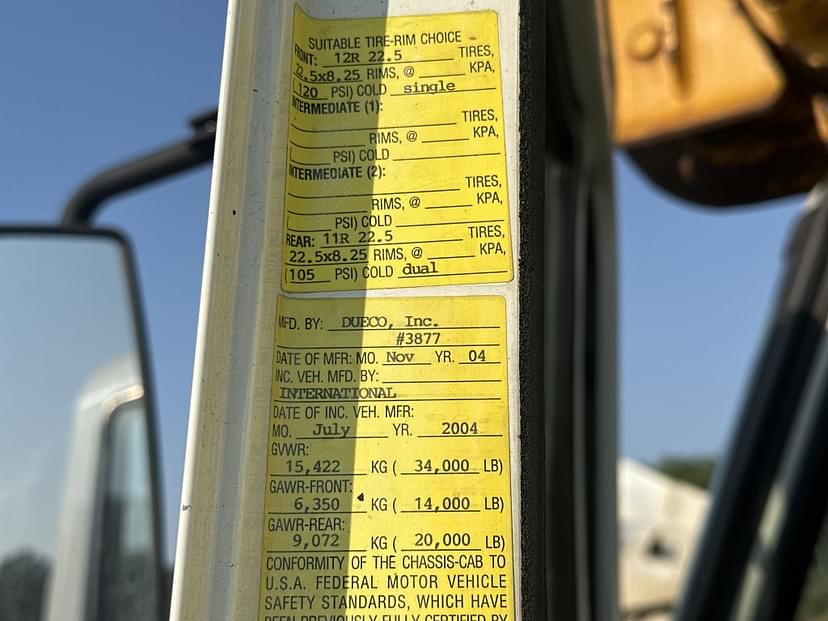 SUITABLE TIRE-RIM CHOICE
FRONT: 12R 22.5 TIRES,
22.5x8.25 RIMS, @ KPA,
(120 PSI) COLD single
INTERMEDIATE (1):
TIRES,
RIMS, @ KPA,
( PSI) COLD
INTERMEDIATE (2):
TIRES,
RIMS, @ KPA,
( PSI) COLD
REAR: 11R 22.5 TIRES,
22.5x8.25 RIMS, @ KPA,
(105 PSI) COLD dual
MFD. BY: DUECO, Inc.
#3877
DATE OF MFR: MO. Nov YR. 04
INC. VEH. MFD. BY:
INTERNATIONAL
DATE OF INC. VEH. MFR:
MO. July YR. 2004
GVWR:
15,422 KG ( 34,000 LB)
GAWR-FRONT:
6,350 KG ( 14,000 LB)
GAWR-REAR:
9,072 KG ( 20,000 LB)
CONFORMITY OF THE CHASSIS-CAB TO
U.S.A. FEDERAL MOTOR VEHICLE
SAFETY STANDARDS, WHICH HAVE
BEEN PREVIOUSLY FULLY CERTIFIED BY